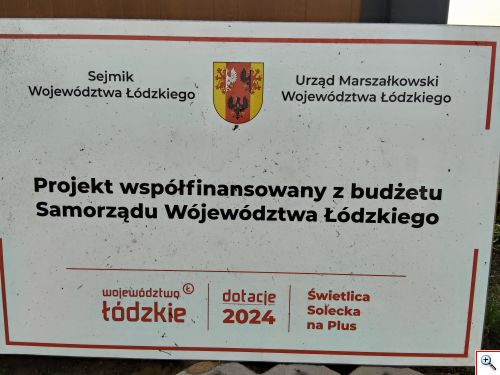 Sejmik
Województwa Łódzkiego
Urząd Marszałkowski
Województwa Łódzkiego
Projekt współfinansowany z budżetu
Samorządu Wójewództwa Łódzkiego
województwo Ł
łódzkie
dotacje
2024
Świetlica
Solecka
na Plus